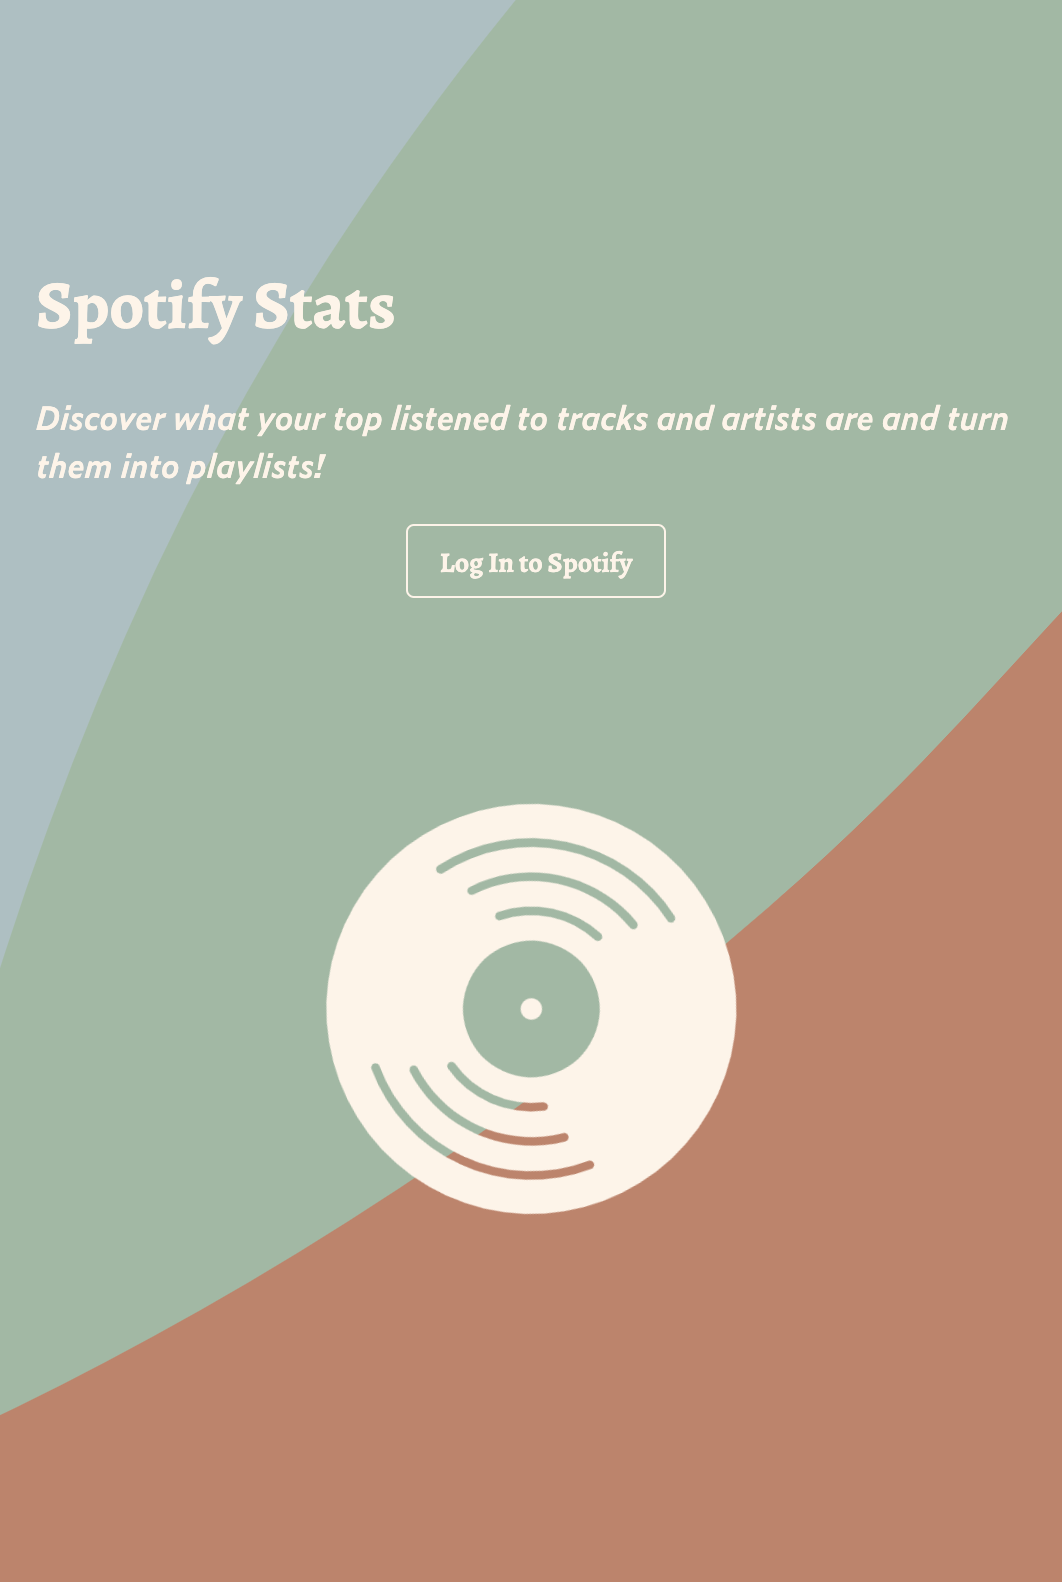 Spotify Stats
Discover what your top listened to tracks and artists are and turn
them into playlists!
Log In to Spotify